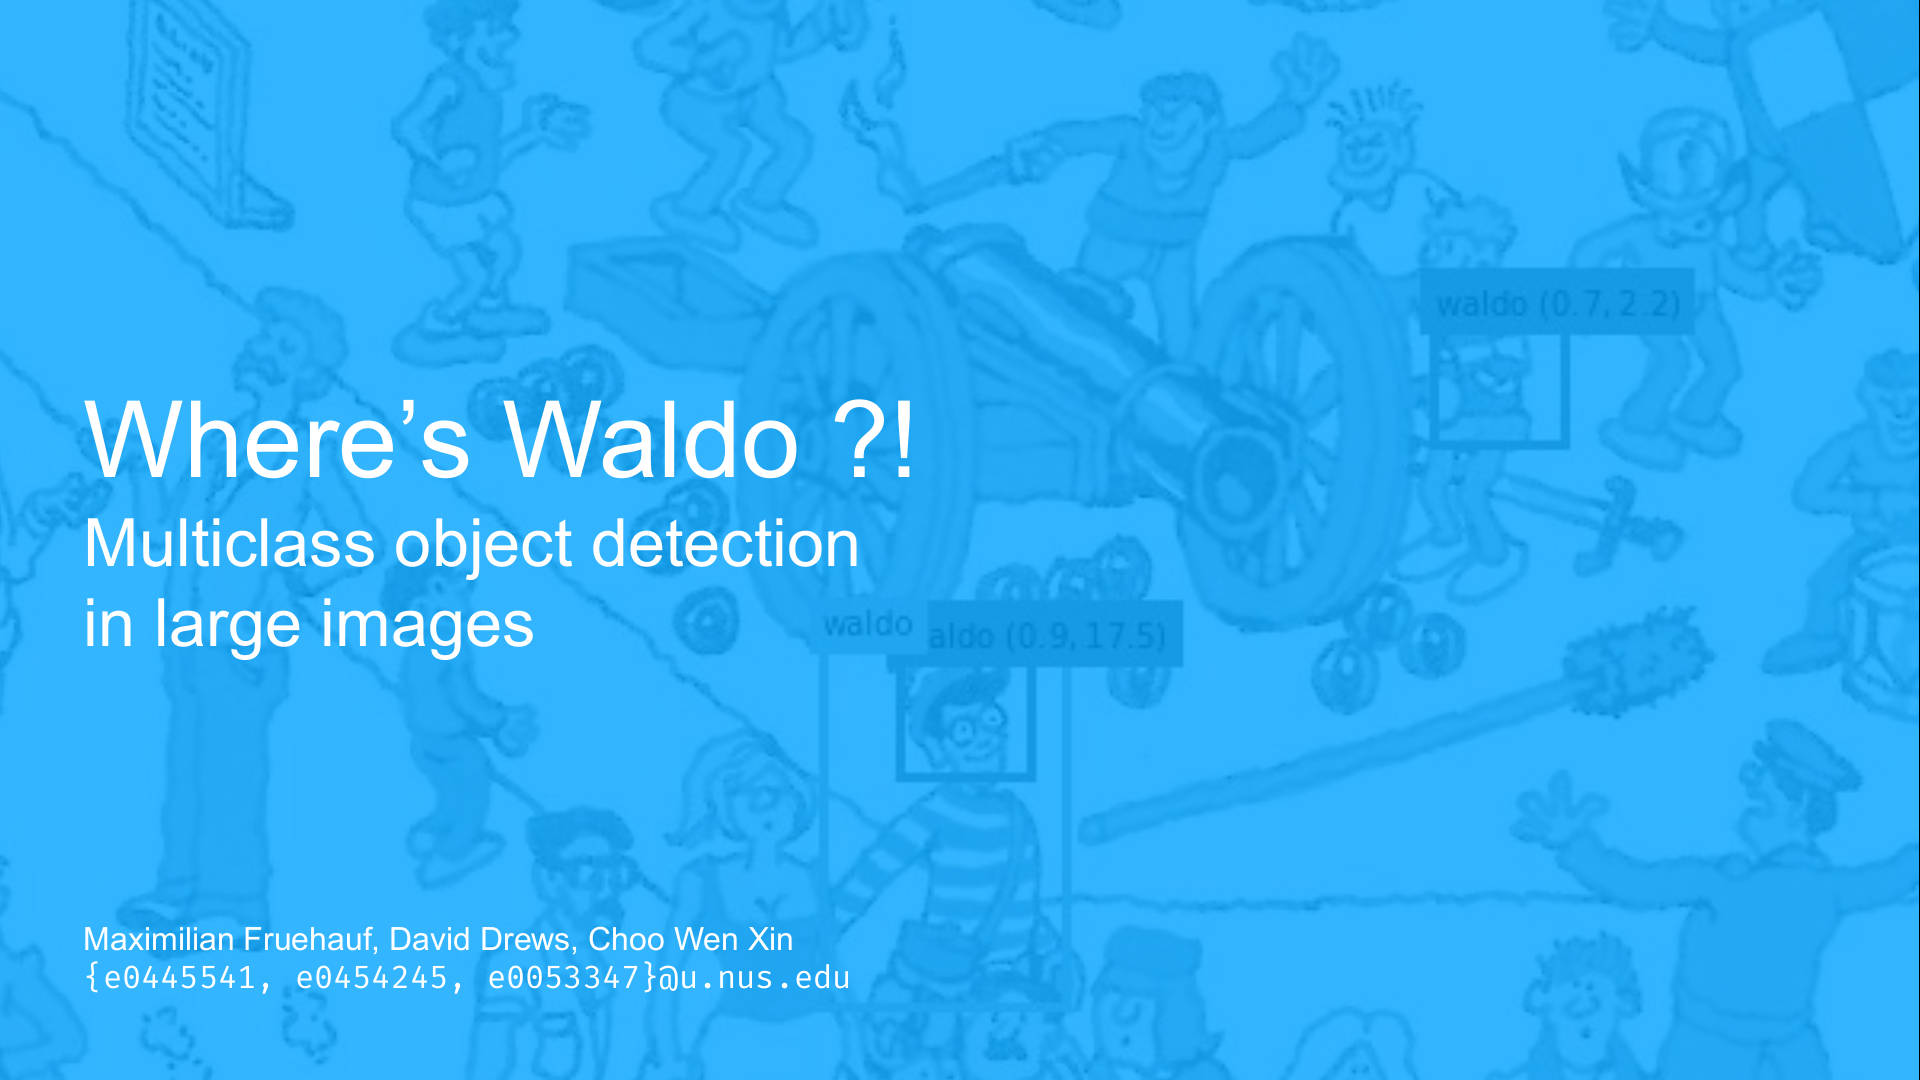 waldo (0.7, 2.2)
Where’s Waldo ?!
Multiclass object detection
in large images
waldo
aldo (0.9, 17.5)
Maximilian Fruehauf, David Drews, Choo Wen Xin
{e0445541, e0454245, e0053347}@u.nus.edu